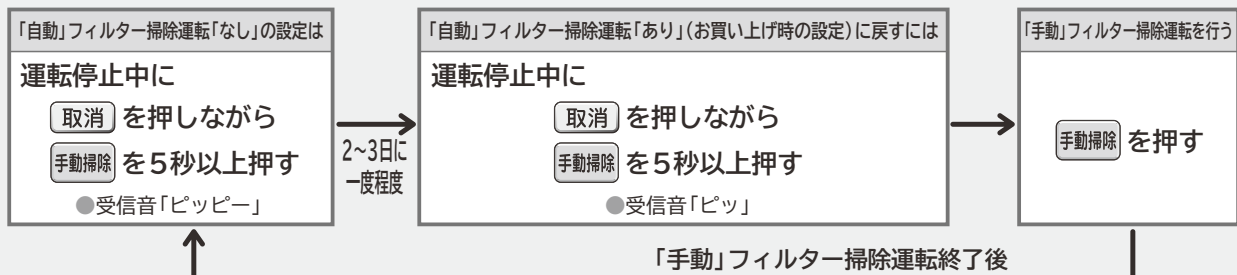 「自動」フィルター掃除運転「なし」の設定は
運転停止中に
取消 を押しながら
手動掃除 を5秒以上押す
●受信音「ピッピー」
2~3日に
一度程度
「自動」フィルター掃除運転「あり」(お買い上げ時の設定)に戻すには
運転停止中に
取消 を押しながら
手動掃除 を5秒以上押す
●受信音「ピッ」
「手動」フィルター掃除運転を行う
手動掃除 を押す
「手動」フィルター掃除運転終了後